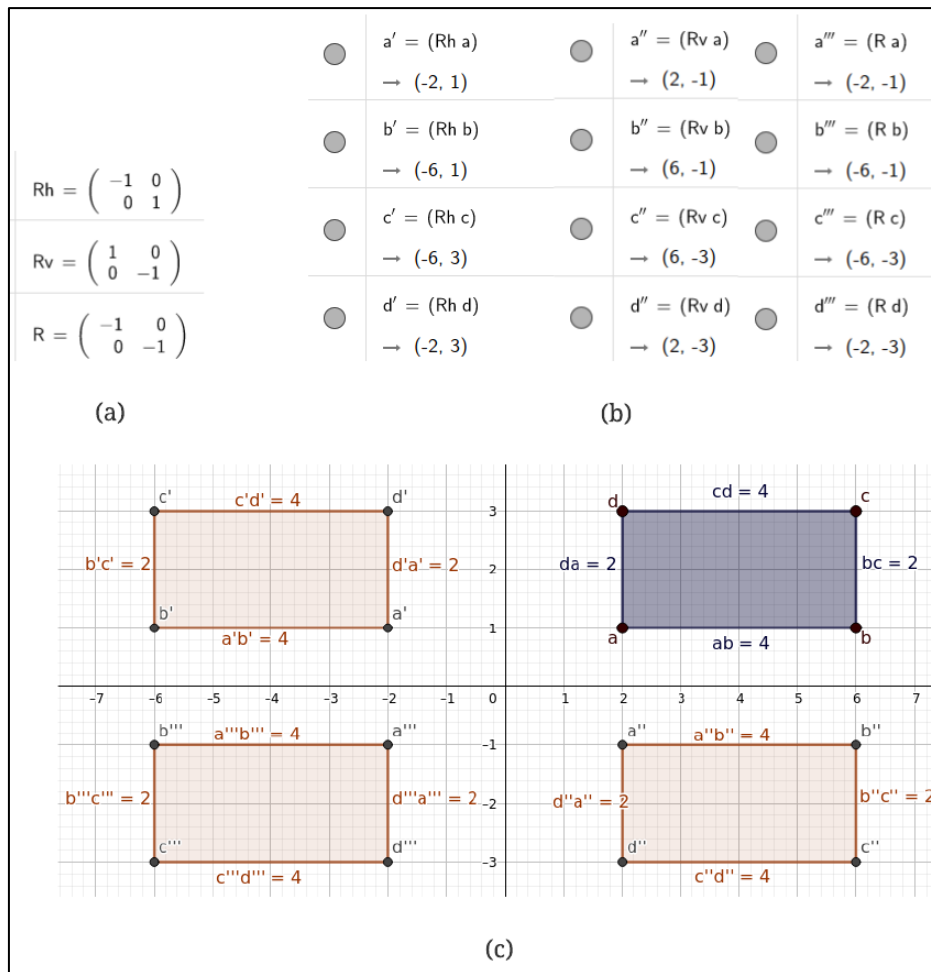 Rh = ( −1 0
0 1 )
Rv = ( 1 0
0 −1 )
R = ( −1 0
0 −1 )
(a)
a′ = (Rh a)
→ (-2, 1)
b′ = (Rh b)
→ (-6, 1)
c′ = (Rh c)
→ (-6, 3)
d′ = (Rh d)
→ (-2, 3)
a″ = (Rv a)
→ (2, -1)
b″ = (Rv b)
→ (6, -1)
c″ = (Rv c)
→ (6, -3)
d″ = (Rv d)
→ (2, -3)
a‴ = (R a)
→ (-2, -1)
b‴ = (R b)
→ (-6, -1)
c‴ = (R c)
→ (-6, -3)
d‴ = (R d)
→ (-2, -3)
(b)
c'
c'd' = 4
d'
b'c' = 2
d'a' = 2
b'
a'b' = 4
a'
d
cd = 4
c
da = 2
bc = 2
a
ab = 4
b
3
2
1
−7 −6 −5 −4 −3 −2 −1 0 1 2 3 4 5 6 7
−1
−2
−3
b'''
a'''b''' = 4
a'''
b'''c''' = 2
d'''a''' = 2
c'''
d'''
c'''d''' = 4
a''
a''b'' = 4
b''
d''a'' = 2
b''c'' = 2
d''
c''
c''d'' = 4
(c)